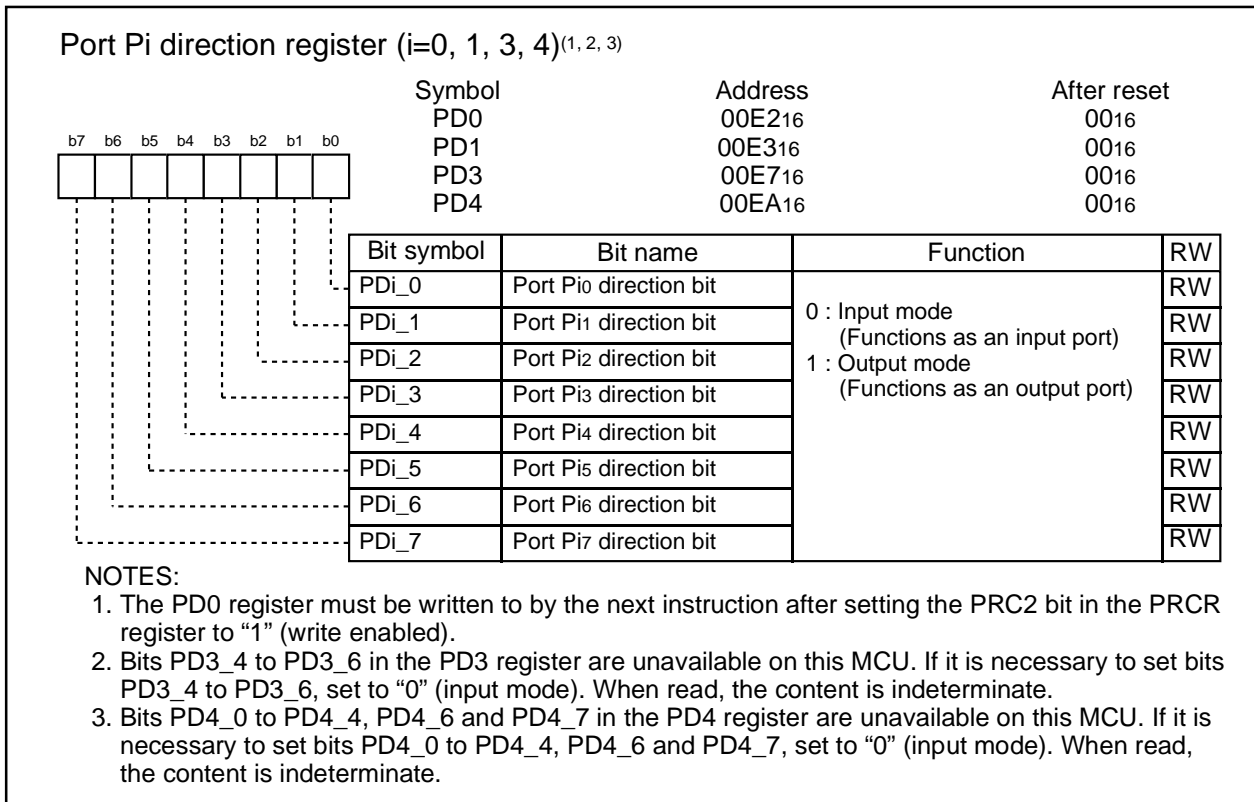 Port Pi direction register (i=0, 1, 3, 4)(1, 2, 3)
Symbol Address After reset
PD0 00E216 0016
b7 b6 b5 b4 b3 b2 b1 b0
PD1 00E316 0016
PD3 00E716 0016
PD4 00EA16 0016
Bit symbol Bit name Function RW
PDi_0 Port Pi0 direction bit RW
0 : Input mode
(Functions as an input port)
1 : Output mode
(Functions as an output port)
PDi_1 Port Pi1 direction bit RW
PDi_2 Port Pi2 direction bit RW
PDi_3 Port Pi3 direction bit RW
PDi_4 Port Pi4 direction bit RW
PDi_5 Port Pi5 direction bit RW
PDi_6 Port Pi6 direction bit RW
PDi_7 Port Pi7 direction bit RW
NOTES:
1. The PD0 register must be written to by the next instruction after setting the PRC2 bit in the PRCR
register to “1” (write enabled).
2. Bits PD3_4 to PD3_6 in the PD3 register are unavailable on this MCU. If it is necessary to set bits
PD3_4 to PD3_6, set to “0” (input mode). When read, the content is indeterminate.
3. Bits PD4_0 to PD4_4, PD4_6 and PD4_7 in the PD4 register are unavailable on this MCU. If it is
necessary to set bits PD4_0 to PD4_4, PD4_6 and PD4_7, set to “0” (input mode). When read,
the content is indeterminate.